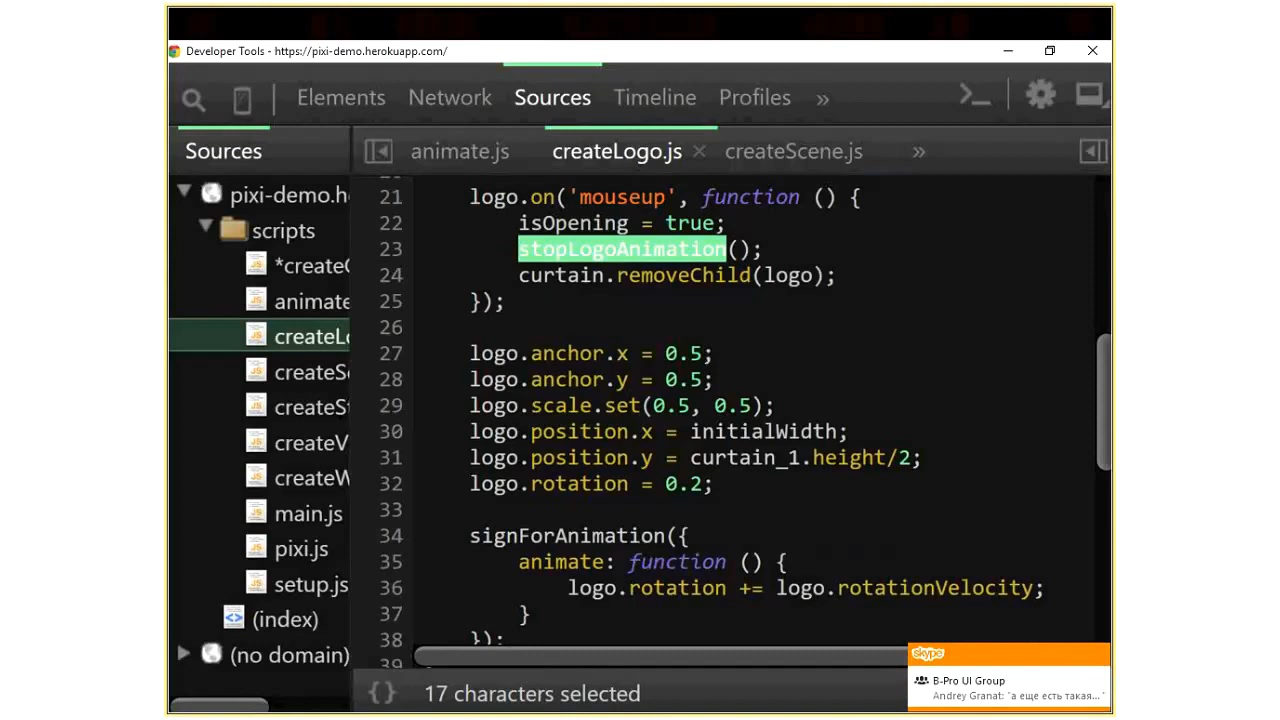 Developer Tools - https://pixi-demo.herokuapp.com/
Elements Network Sources Timeline Profiles »
Sources
animate.js createLogo.js × createScene.js »
pixi-demo.h
scripts
*create
animate
createL
createS
createSt
createV
createW
main.js
pixi.js
setup.js
(index)
(no domain)
21 logo.on('mouseup', function () {
22 isOpening = true;
23 stopLogoAnimation();
24 curtain.removeChild(logo);
25 });
26
27 logo.anchor.x = 0.5;
28 logo.anchor.y = 0.5;
29 logo.scale.set(0.5, 0.5);
30 logo.position.x = initialWidth;
31 logo.position.y = curtain_1.height/2;
32 logo.rotation = 0.2;
33
34 signForAnimation({
35 animate: function () {
36 logo.rotation += logo.rotationVelocity;
37 }
38 });
39
{} 17 characters selected
skype
B-Pro UI Group
Andrey Granat: "а еще есть такая..."